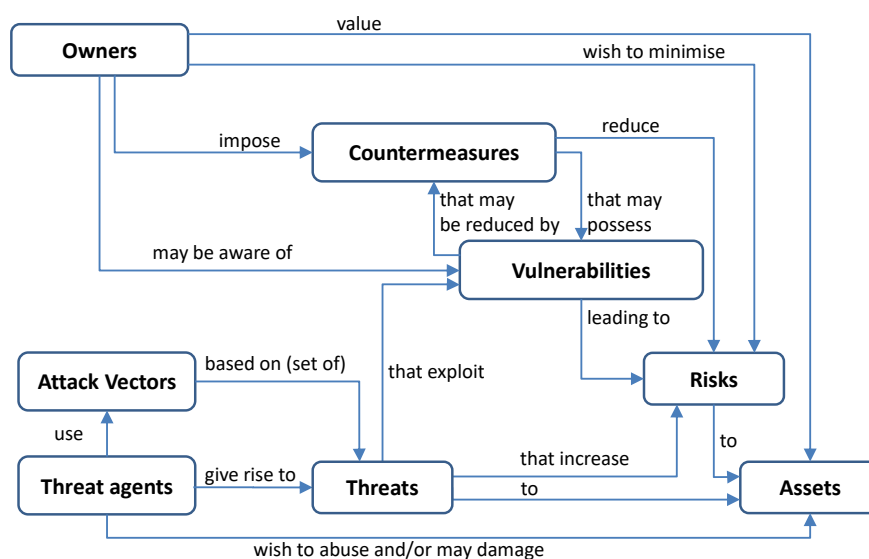 value
Owners
wish to minimise
reduce
impose
Countermeasures
that may
be reduced by
that may
possess
may be aware of
Vulnerabilities
leading to
based on (set of)
Attack Vectors
that exploit
Risks
use
to
that increase
give rise to
Threat agents
Threats
to
Assets
wish to abuse and/or may damage